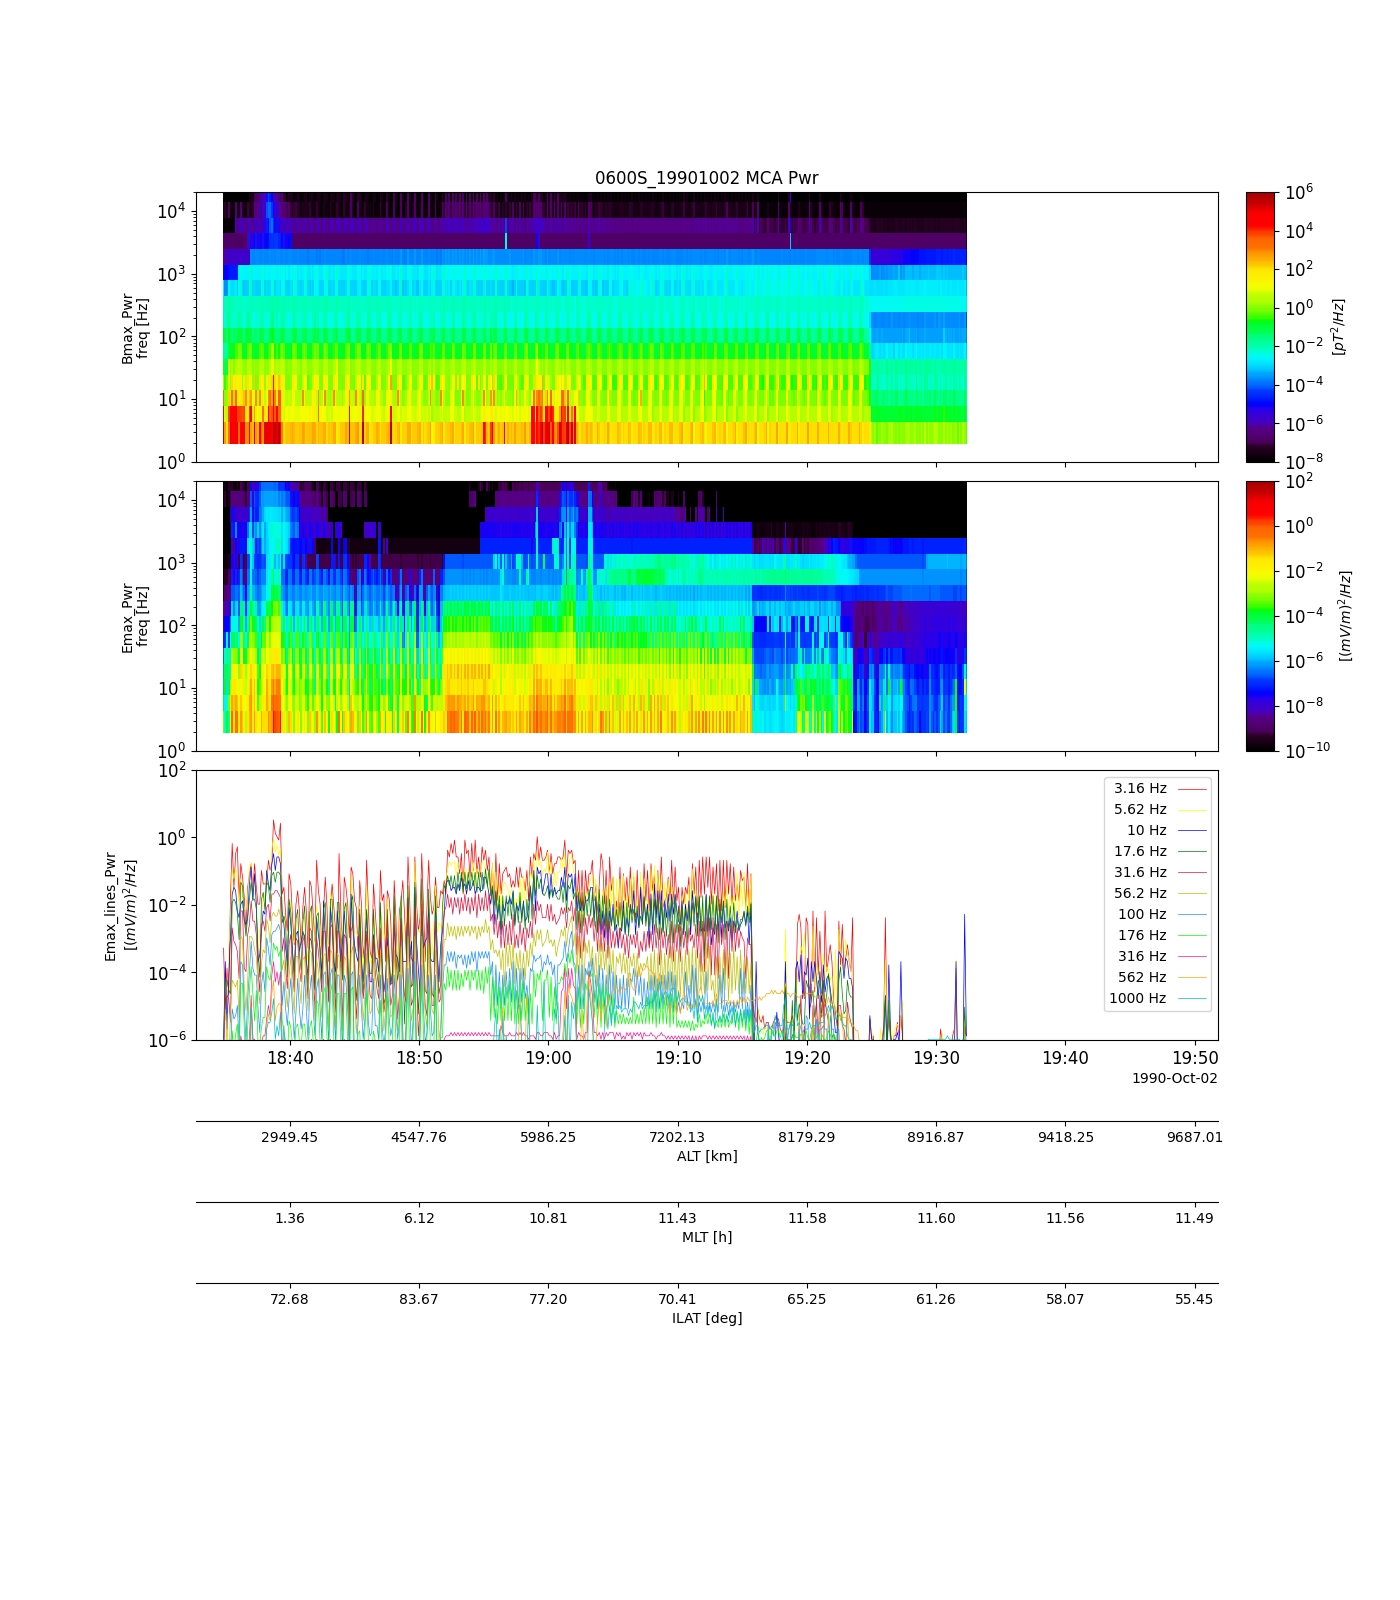 0600S_19901002 MCA Pwr
10^4
10^3
10^2
10^1
10^0
Bmax_Pwr
freq [Hz]
10^6
10^4
10^2
10^0
10^-2
10^-4
10^-6
10^-8
[pT^2/Hz]
10^4
10^3
10^2
10^1
10^0
Emax_Pwr
freq [Hz]
10^2
10^0
10^-2
10^-4
10^-6
10^-8
10^-10
[(mV/m)^2/Hz]
10^2
10^0
10^-2
10^-4
10^-6
Emax_lines_Pwr
[(mV/m)^2/Hz]
3.16 Hz
5.62 Hz
10 Hz
17.6 Hz
31.6 Hz
56.2 Hz
100 Hz
176 Hz
316 Hz
562 Hz
1000 Hz
18:40 18:50 19:00 19:10 19:20 19:30 19:40 19:50
1990-Oct-02
2949.45 4547.76 5986.25 7202.13 8179.29 8916.87 9418.25 9687.01
ALT [km]
1.36 6.12 10.81 11.43 11.58 11.60 11.56 11.49
MLT [h]
72.68 83.67 77.20 70.41 65.25 61.26 58.07 55.45
ILAT [deg]